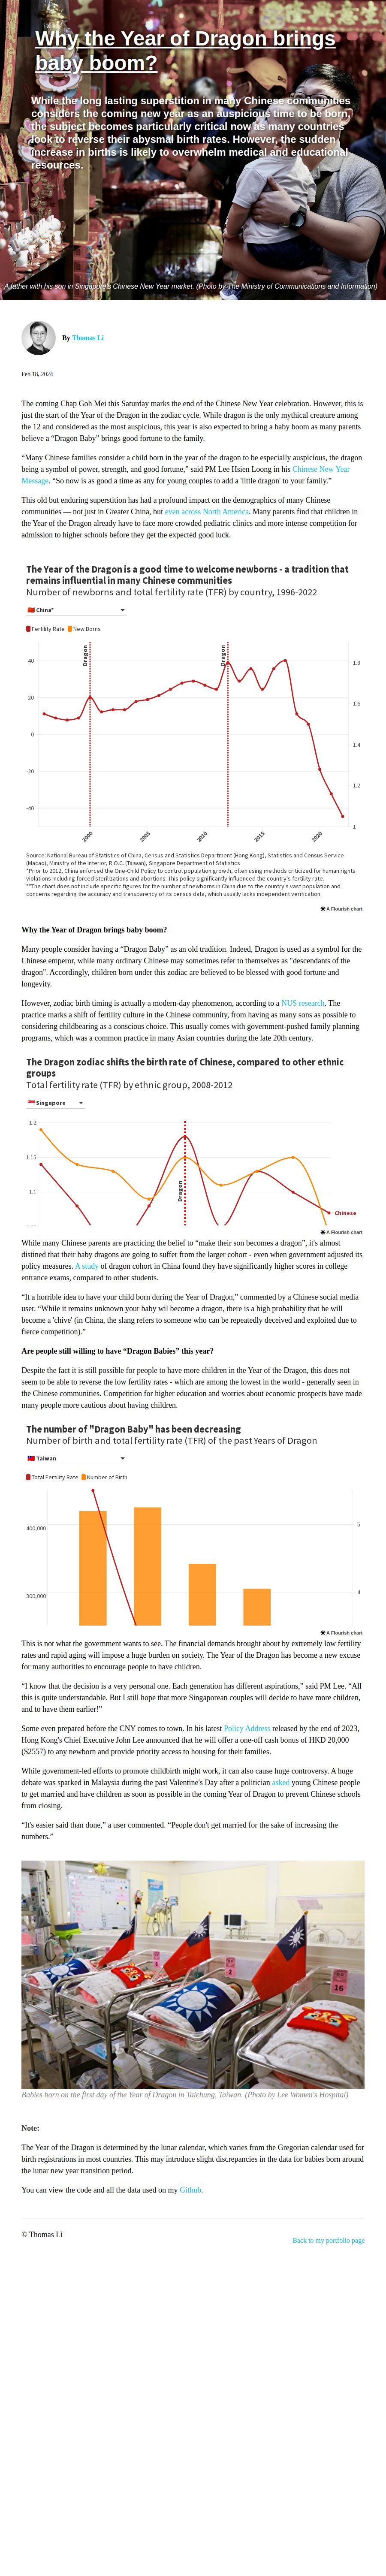 Why the Year of Dragon brings
baby boom?
While the long lasting superstition in many Chinese communities
considers the coming new year as an auspicious time to be born,
the subject becomes particularly critical now as many countries
look to reverse their abysmal birth rates. However, the sudden
increase in births is likely to overwhelm medical and educational
resources.
A father with his son in Singapore's Chinese New Year market. (Photo by The Ministry of Communications and Information)
By Thomas Li
Feb 18, 2024
The coming Chap Goh Mei this Saturday marks the end of the Chinese New Year celebration. However, this is
just the start of the Year of the Dragon in the zodiac cycle. While dragon is the only mythical creature among
the 12 and considered as the most auspicious, this year is also expected to bring a baby boom as many parents
believe a “Dragon Baby” brings good fortune to the family.
“Many Chinese families consider a child born in the year of the dragon to be especially auspicious, the dragon
being a symbol of power, strength, and good fortune,” said PM Lee Hsien Loong in his Chinese New Year
Message. “So now is as good a time as any for young couples to add a 'little dragon' to your family.”
This old but enduring superstition has had a profound impact on the demographics of many Chinese
communities — not just in Greater China, but even across North America. Many parents find that children in
the Year of the Dragon already have to face more crowded pediatric clinics and more intense competition for
admission to higher schools before they get the expected good luck.
The Year of the Dragon is a good time to welcome newborns - a tradition that
remains influential in many Chinese communities
Number of newborns and total fertility rate (TFR) by country, 1996-2022
🇨🇳 China*
Fertility Rate New Borns
Dragon Dragon
40 1.8
20 1.6
0
1.4
-20
1.2
-40
1
2000 2005 2010 2015 2020
Source: National Bureau of Statistics of China, Census and Statistics Department (Hong Kong), Statistics and Census Service
(Macao), Ministry of the Interior, R.O.C. (Taiwan), Singapore Department of Statistics
*Prior to 2012, China enforced the One-Child Policy to control population growth, often using methods criticized for human rights
violations including forced sterilizations and abortions. This policy significantly influenced the country's fertility rate.
**The chart does not include specific figures for the number of newborns in China due to the country's vast population and
concerns regarding the accuracy and transparency of its census data, which usually lacks independent verification.
A Flourish chart
Why the Year of Dragon brings baby boom?
Many people consider having a “Dragon Baby” as an old tradition. Indeed, Dragon is used as a symbol for the
Chinese emperor, while many ordinary Chinese may sometimes refer to themselves as "descendants of the
dragon". Accordingly, children born under this zodiac are believed to be blessed with good fortune and
longevity.
However, zodiac birth timing is actually a modern-day phenomenon, according to a NUS research. The
practice marks a shift of fertility culture in the Chinese community, from having as many sons as possible to
considering childbearing as a conscious choice. This usually comes with government-pushed family planning
programs, which was a common practice in many Asian countries during the late 20th century.
The Dragon zodiac shifts the birth rate of Chinese, compared to other ethnic
groups
Total fertility rate (TFR) by ethnic group, 2008-2012
🇸🇬 Singapore
1.2
1.15
1.1
Dragon
Chinese
A Flourish chart
While many Chinese parents are practicing the belief to “make their son becomes a dragon”, it's almost
distined that their baby dragons are going to suffer from the larger cohort - even when government adjusted its
policy measures. A study of dragon cohort in China found they have significantly higher scores in college
entrance exams, compared to other students.
“It a horrible idea to have your child born during the Year of Dragon,” commented by a Chinese social media
user. “While it remains unknown your baby wil become a dragon, there is a high probability that he will
become a 'chive' (in China, the slang refers to someone who can be repeatedly deceived and exploited due to
fierce competition).”
Are people still willing to have “Dragon Babies” this year?
Despite the fact it is still possible for people to have more children in the Year of the Dragon, this does not
seem to be able to reverse the low fertility rates - which are among the lowest in the world - generally seen in
the Chinese communities. Competition for higher education and worries about economic prospects have made
many people more cautious about having children.
The number of "Dragon Baby" has been decreasing
Number of birth and total fertility rate (TFR) of the past Years of Dragon
🇹🇼 Taiwan
Total Fertility Rate Number of Birth
400,000 5
300,000 4
A Flourish chart
This is not what the government wants to see. The financial demands brought about by extremely low fertility
rates and rapid aging will impose a huge burden on society. The Year of the Dragon has become a new excuse
for many authorities to encourage people to have children.
“I know that the decision is a very personal one. Each generation has different aspirations,” said PM Lee. “All
this is quite understandable. But I still hope that more Singaporean couples will decide to have more children,
and to have them earlier!”
Some even prepared before the CNY comes to town. In his latest Policy Address released by the end of 2023,
Hong Kong's Chief Executive John Lee announced that he will offer a one-off cash bonus of HKD 20,000
($2557) to any newborn and provide priority access to housing for their families.
While government-led efforts to promote childbirth might work, it can also cause huge controversy. A huge
debate was sparked in Malaysia during the past Valentine's Day after a politician asked young Chinese people
to get married and have children as soon as possible in the coming Year of Dragon to prevent Chinese schools
from closing.
“It's easier said than done,” a user commented. “People don't get married for the sake of increasing the
numbers.”
2
16
Babies born on the first day of the Year of Dragon in Taichung, Taiwan. (Photo by Lee Women's Hospital)
Note:
The Year of the Dragon is determined by the lunar calendar, which varies from the Gregorian calendar used for
birth registrations in most countries. This may introduce slight discrepancies in the data for babies born around
the lunar new year transition period.
You can view the code and all the data used on my Github.
© Thomas Li
Back to my portfolio page